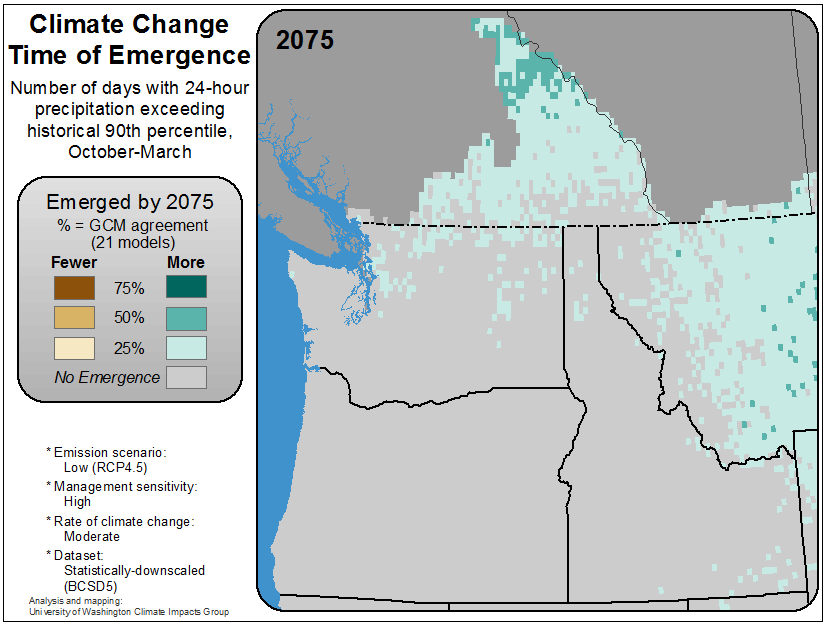 Climate Change
Time of Emergence
Number of days with 24-hour
precipitation exceeding
historical 90th percentile,
October-March
2075
Emerged by 2075
% = GCM agreement
(21 models)
Fewer More
75%
50%
25%
No Emergence
* Emission scenario:
Low (RCP4.5)
* Management sensitivity:
High
* Rate of climate change:
Moderate
* Dataset:
Statistically-downscaled
(BCSD5)
Analysis and mapping:
University of Washington Climate Impacts Group